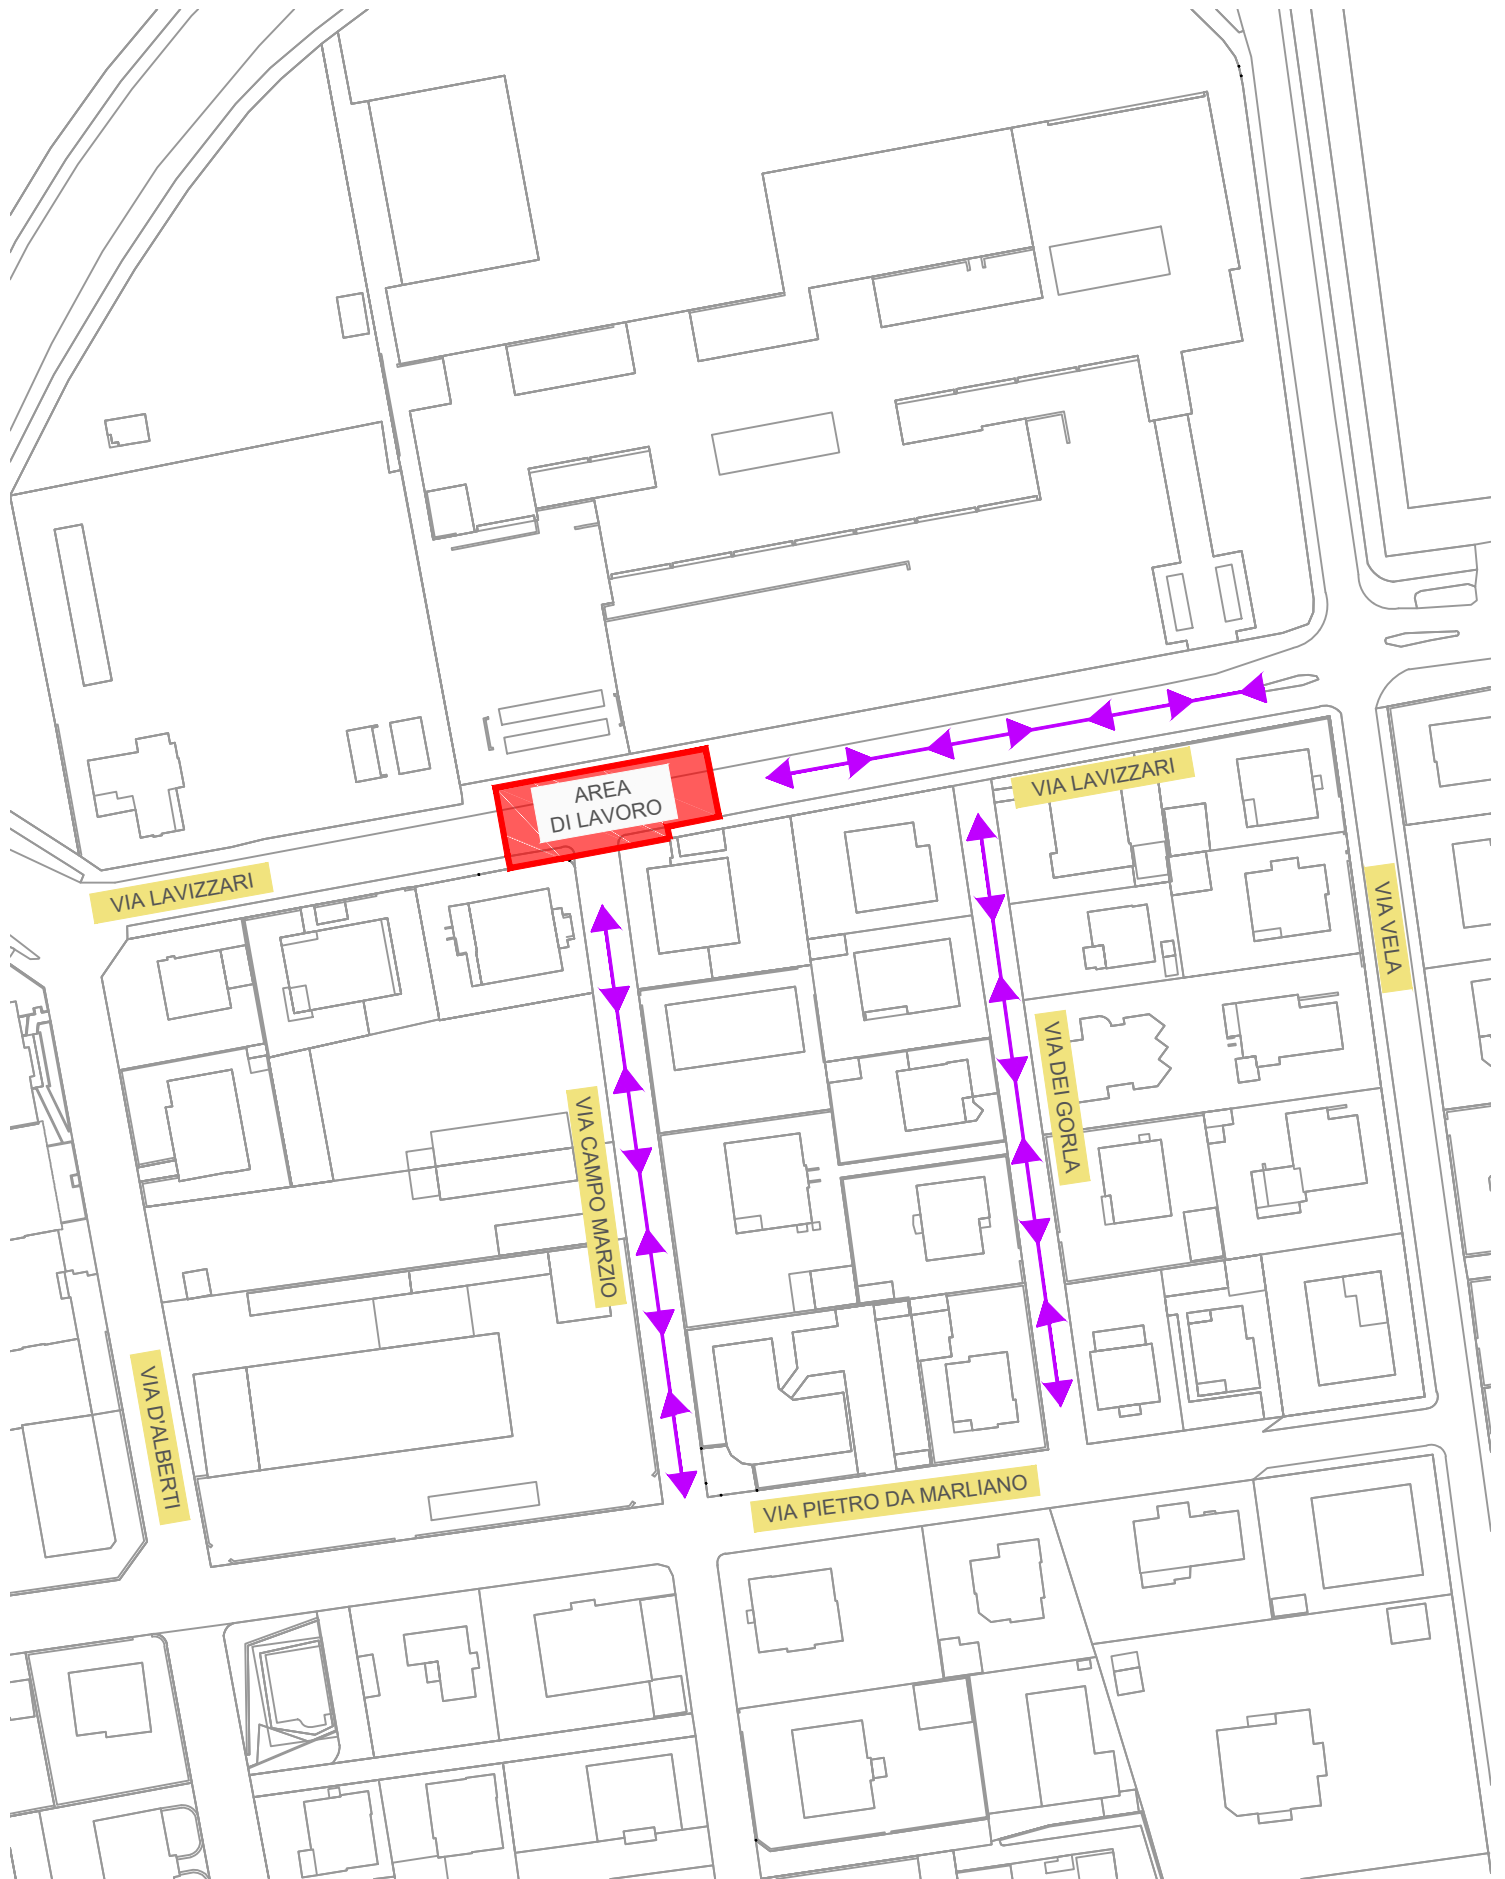 VIA LAVIZZARI
AREA
DI LAVORO
VIA LAVIZZARI
VIA VELA
VIA DEI GORLA
VIA CAMPO MARZIO
VIA D'ALBERTI
VIA PIETRO DA MARLIANO